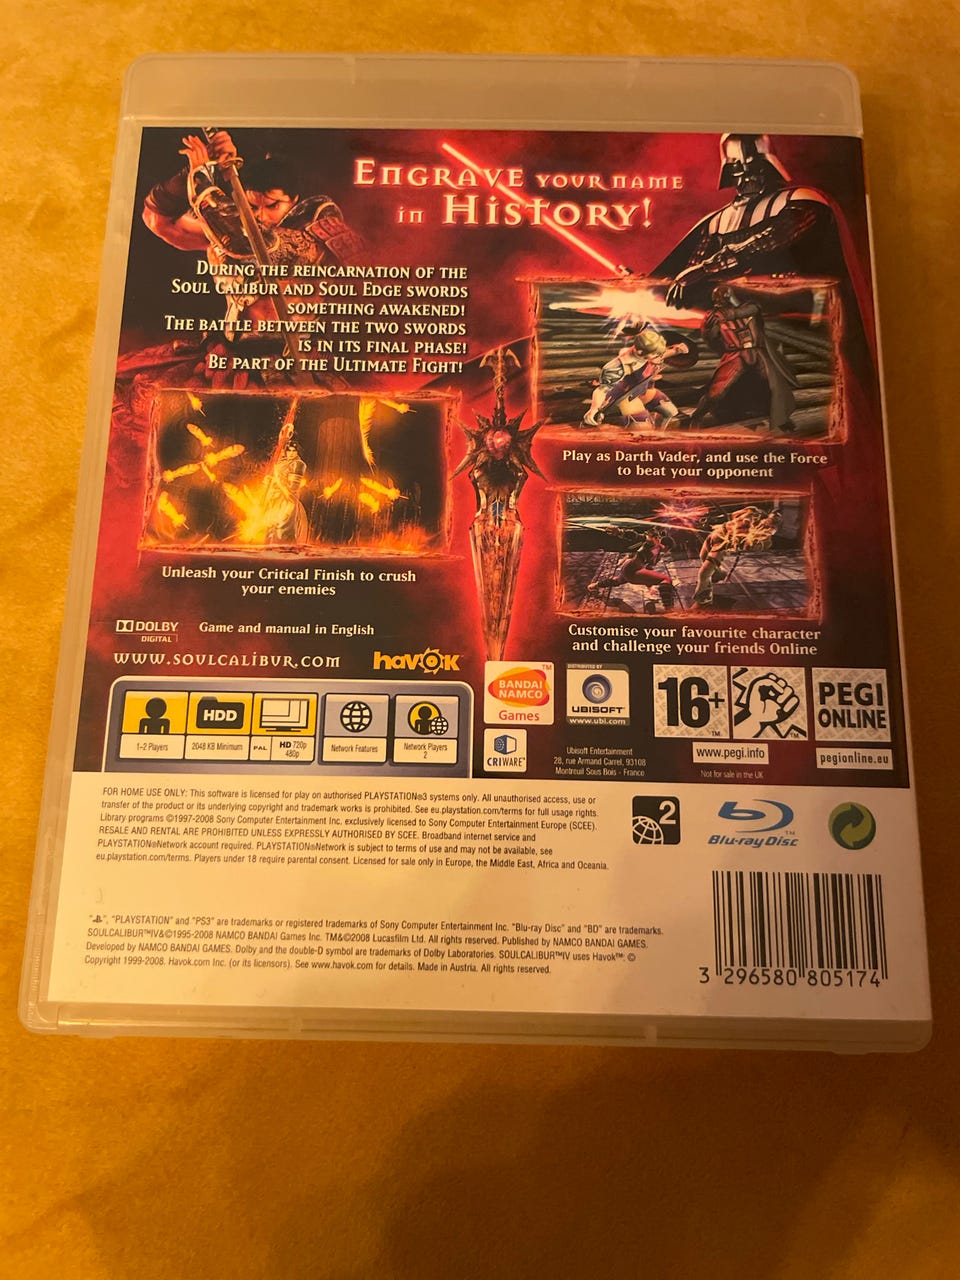 ENGRAVE YOUR NAME
in HISTORY!
DURING THE REINCARNATION OF THE
SOUL CALIBUR AND SOUL EDGE SWORDS
SOMETHING AWAKENED!
THE BATTLE BETWEEN THE TWO SWORDS
IS IN ITS FINAL PHASE!
BE PART OF THE ULTIMATE FIGHT!
Play as Darth Vader, and use the Force
to beat your opponent
Unleash your Critical Finish to crush
your enemies
Customise your favourite character
and challenge your friends Online
DOLBY
DIGITAL
Game and manual in English
WWW.SOULCALIBUR.COM
havok
1-2 Players
HDD
2048 KB Minimum
PAL
HD 720p
480p
Network Features
Network Players
2
BANDAI
NAMCO
Games
TM
CRIWARE™
DISTRIBUTED BY
UBISOFT
www.ubi.com
Ubisoft Entertainment
28, rue Armand Carrel, 93108
Montreuil Sous Bois - France
16+
TM
TM
www.pegi.info
Not for sale in the UK
PEGI
ONLINE
pegionline.eu
FOR HOME USE ONLY: This software is licensed for play on authorised PLAYSTATION®3 systems only. All unauthorised access, use or
transfer of the product or its underlying copyright and trademark works is prohibited. See eu.playstation.com/terms for full usage rights.
Library programs ©1997-2008 Sony Computer Entertainment Inc. exclusively licensed to Sony Computer Entertainment Europe (SCEE).
RESALE AND RENTAL ARE PROHIBITED UNLESS EXPRESSLY AUTHORISED BY SCEE. Broadband internet service and
PLAYSTATION®Network account required. PLAYSTATION®Network is subject to terms of use and may not be available, see
eu.playstation.com/terms. Players under 18 require parental consent. Licensed for sale only in Europe, the Middle East, Africa and Oceania.
2
Blu-ray Disc
TM
"PS", "PLAYSTATION" and "PS3" are trademarks or registered trademarks of Sony Computer Entertainment Inc. "Blu-ray Disc" and "BD" are trademarks.
SOULCALIBUR™IV&©1995-2008 NAMCO BANDAI Games Inc. TM&©2008 Lucasfilm Ltd. All rights reserved. Published by NAMCO BANDAI GAMES.
Developed by NAMCO BANDAI GAMES. Dolby and the double-D symbol are trademarks of Dolby Laboratories. SOULCALIBUR™IV uses Havok™: ©
Copyright 1999-2008. Havok.com Inc. (or its licensors). See www.havok.com for details. Made in Austria. All rights reserved.
3 296580 805174